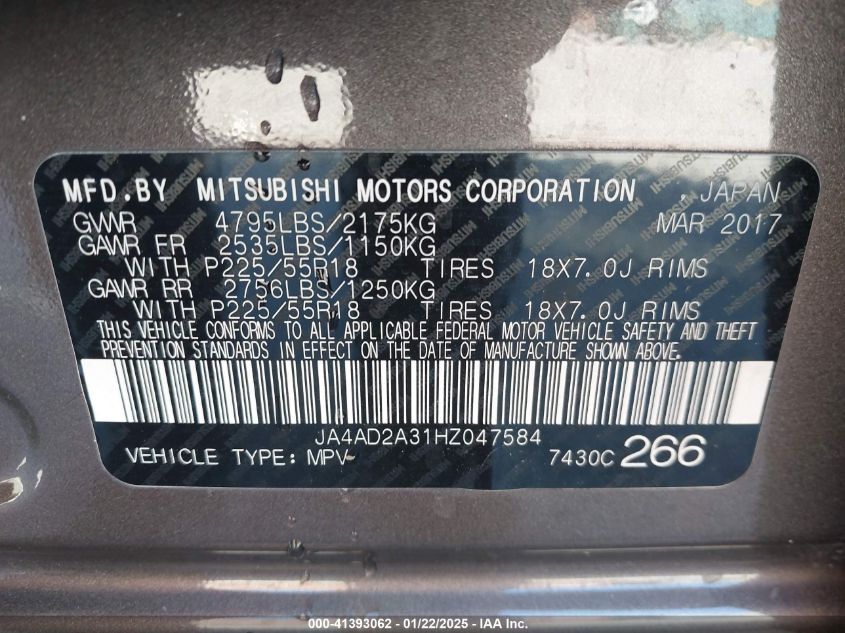 MFD.BY MITSUBISHI MOTORS CORPORATION , JAPAN
GVWR 4795LBS/2175KG MAR 2017
GAWR FR 2535LBS/1150KG
WITH P225/55R18 TIRES 18X7.0J RIMS
GAWR RR 2756LBS/1250KG
WITH P225/55R18 TIRES 18X7.0J RIMS
THIS VEHICLE CONFORMS TO ALL APPLICABLE FEDERAL MOTOR VEHICLE SAFETY AND THEFT
PREVENTION STANDARDS IN EFFECT ON THE DATE OF MANUFACTURE SHOWN ABOVE.
JA4AD2A31HZ047584
VEHICLE TYPE: MPV 7430C 266
000-41393062 - 01/22/2025 - IAA Inc.